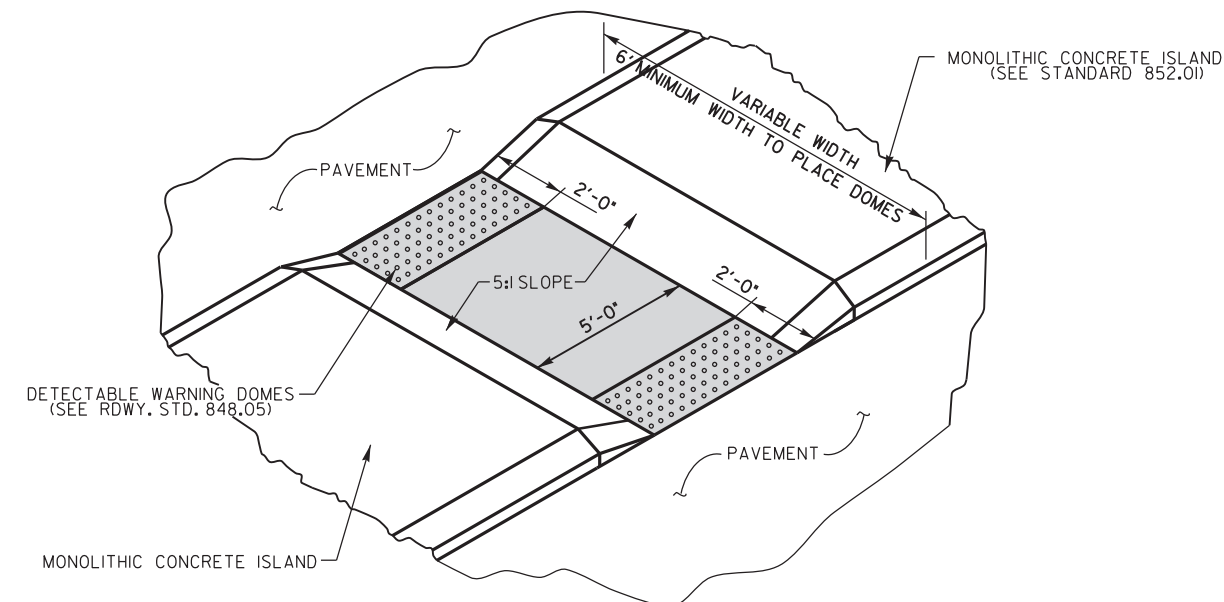 MONOLITHIC CONCRETE ISLAND
(SEE STANDARD 852.01)
VARIABLE WIDTH
6' MINIMUM WIDTH TO PLACE DOMES
PAVEMENT
2'-0"
5:1 SLOPE
2'-0"
5'-0"
DETECTABLE WARNING DOMES
(SEE RDWY. STD. 848.05)
PAVEMENT
MONOLITHIC CONCRETE ISLAND